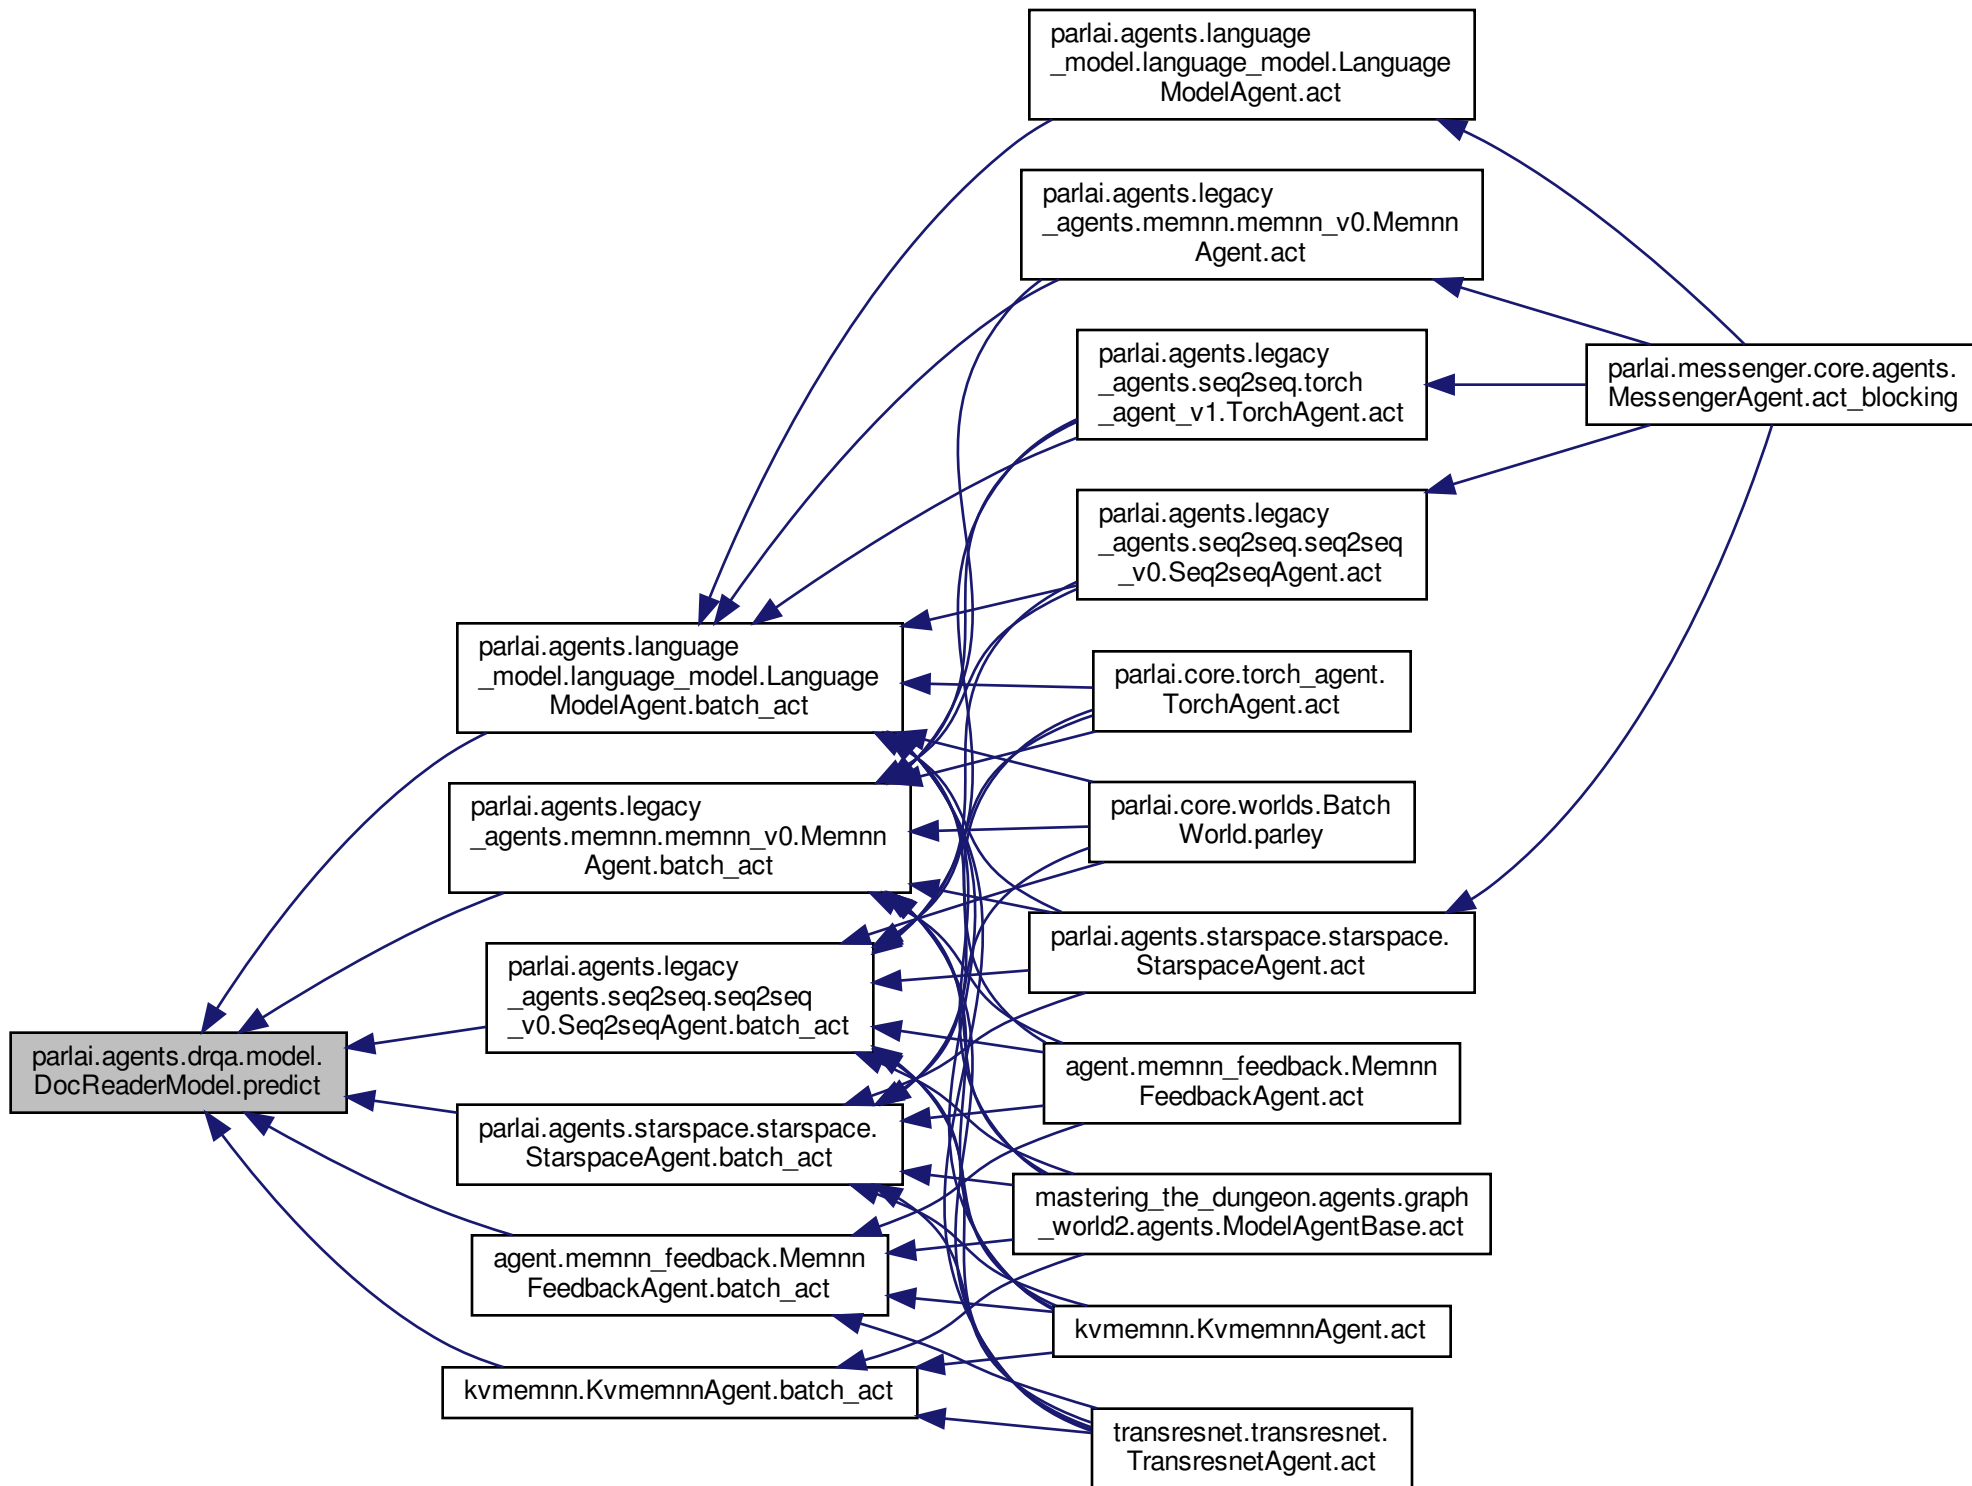 parlai.agents.language
_model.language_model.Language
ModelAgent.act
parlai.agents.legacy
_agents.memnn.memnn_v0.Memnn
Agent.act
parlai.agents.legacy
_agents.seq2seq.torch
_agent_v1.TorchAgent.act
parlai.messenger.core.agents.
MessengerAgent.act_blocking
parlai.agents.legacy
_agents.seq2seq.seq2seq
_v0.Seq2seqAgent.act
parlai.agents.language
_model.language_model.Language
ModelAgent.batch_act
parlai.core.torch_agent.
TorchAgent.act
parlai.agents.legacy
_agents.memnn.memnn_v0.Memnn
Agent.batch_act
parlai.core.worlds.Batch
World.parley
parlai.agents.legacy
_agents.seq2seq.seq2seq
_v0.Seq2seqAgent.batch_act
parlai.agents.starspace.starspace.
StarspaceAgent.act
parlai.agents.drqa.model.
DocReaderModel.predict
agent.memnn_feedback.Memnn
FeedbackAgent.act
parlai.agents.starspace.starspace.
StarspaceAgent.batch_act
mastering_the_dungeon.agents.graph
_world2.agents.ModelAgentBase.act
agent.memnn_feedback.Memnn
FeedbackAgent.batch_act
kvmemnn.KvmemnnAgent.act
kvmemnn.KvmemnnAgent.batch_act
transresnet.transresnet.
TransresnetAgent.act